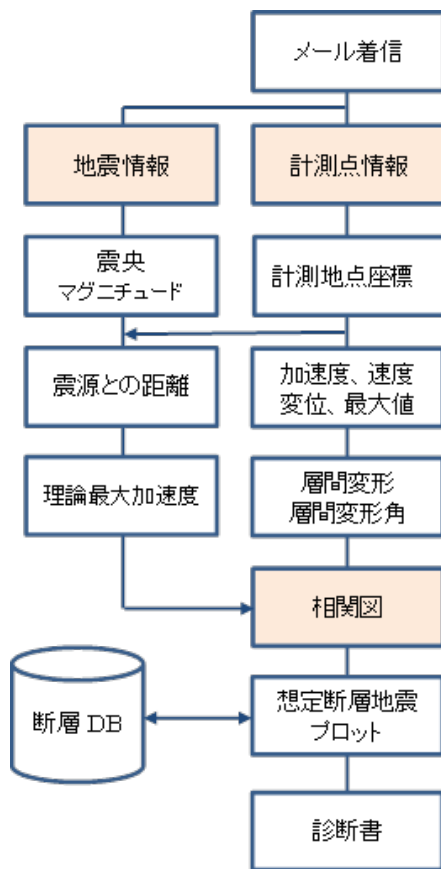 メール着信
地震情報
計測点情報
震央
マグニチュード
計測地点座標
震源との距離
加速度、速度
変位、最大値
理論最大加速度
層間変形
層間変形角
相関図
断層 DB
想定断層地震
プロット
診断書